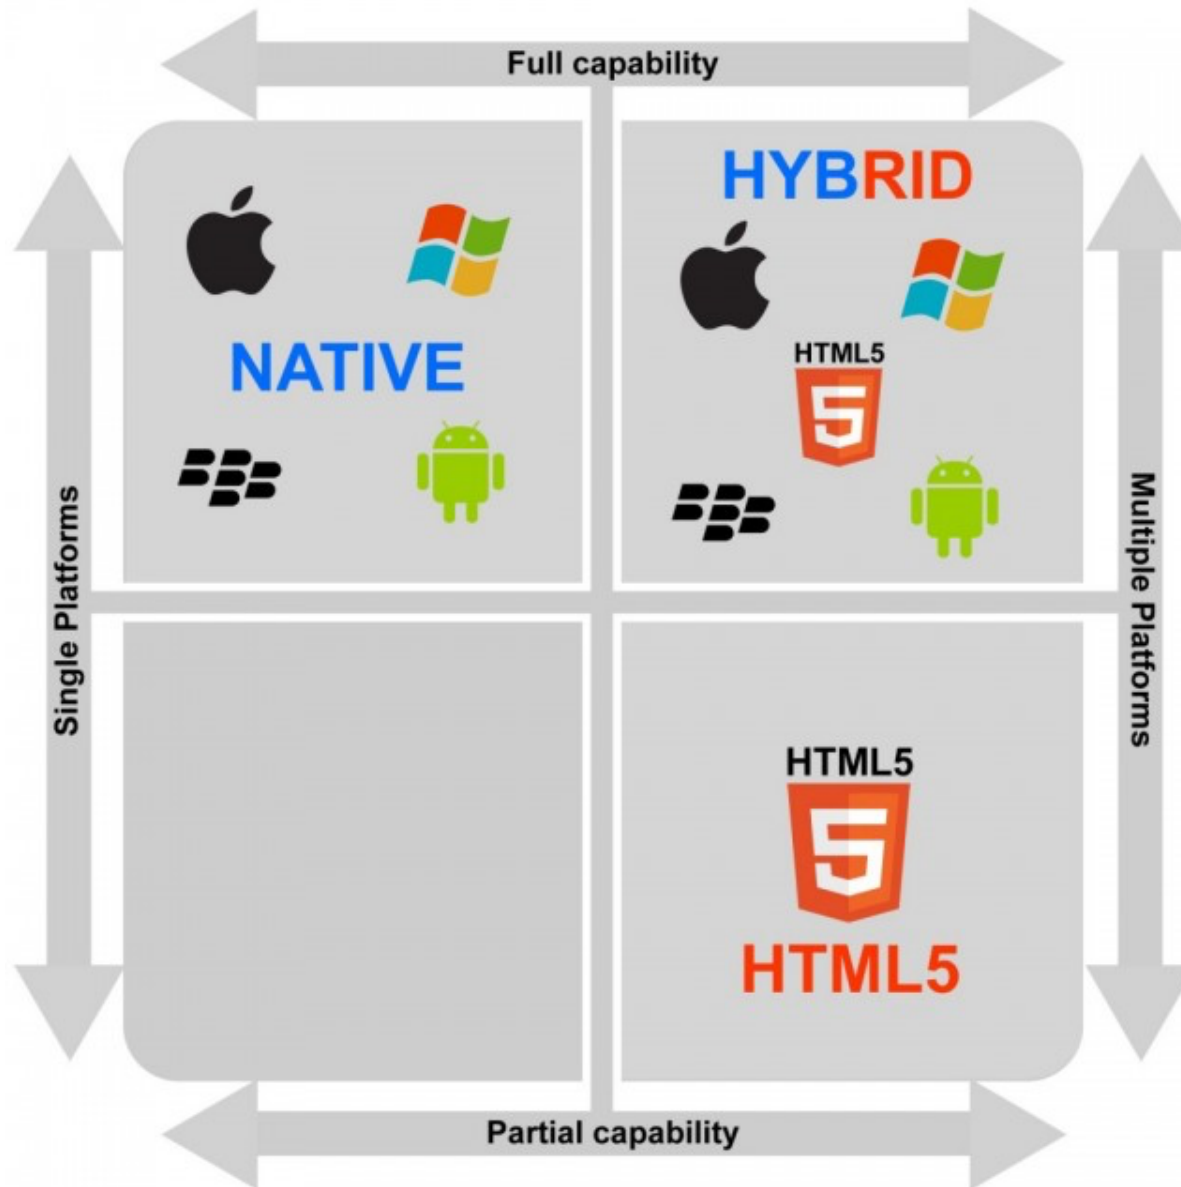 Full capability
HYBRID
HTML5
5
NATIVE
Single Platforms
Multiple Platforms
HTML5
5
HTML5
Partial capability